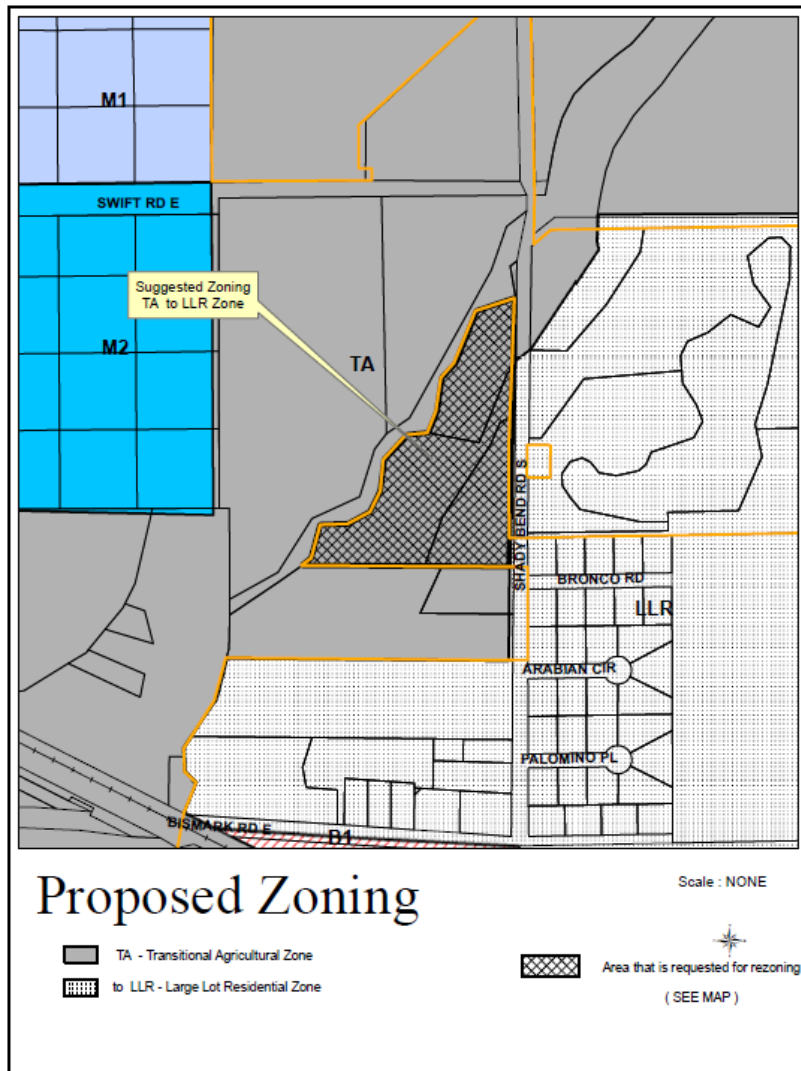 M1
SWIFT RD E
Suggested Zoning
TA to LLR Zone
M2
TA
SHADY BEND RD S
BRONCO RD
LLR
ARABIAN CIR
PALOMINO PL
BISMARK RD E
B1
Proposed Zoning
Scale : NONE
TA - Transitional Agricultural Zone
to LLR - Large Lot Residential Zone
Area that is requested for rezoning
( SEE MAP )